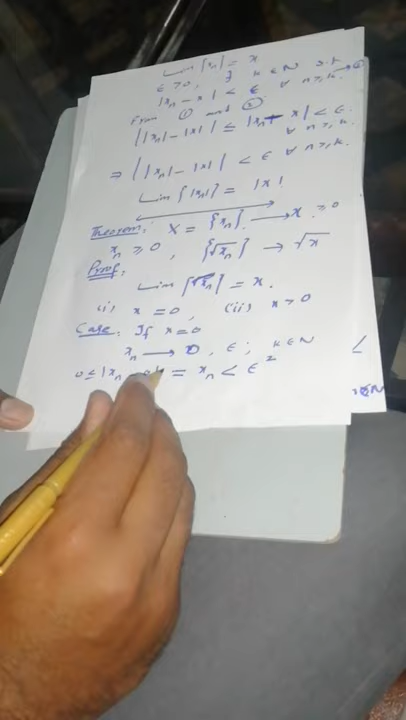 Lim {xn} = x
ε > 0, ∃ k ∈ N s.t
|xn - x| < ε ∀ n ≥ k. ②
From ① and ②
||xn| - |x|| ≤ |xn - x| < ε ∀ n ≥ k.
⇒ ||xn| - |x|| < ε ∀ n ≥ k.
Lim {|xn|} = |x|
Theorem: X = {xn} → x ≥ 0
xn ≥ 0, {√xn} → √x
Proof:
Lim {xn} = x.
(i) x = 0, (ii) x > 0
Case: If x = 0
xn → 0, ε; k ∈ N
0 ≤ |xn - 0| = xn < ε²